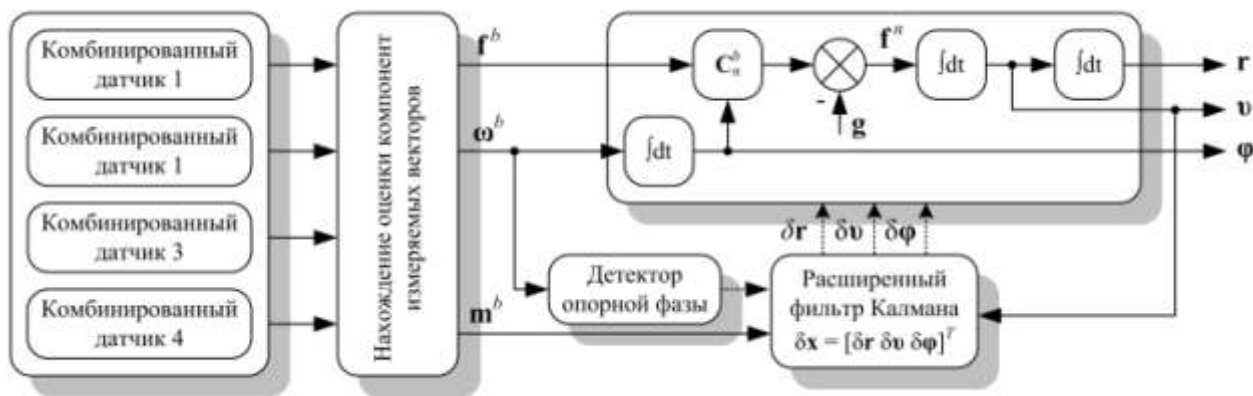 Комбинированный
датчик 1
Комбинированный
датчик 1
Комбинированный
датчик 3
Комбинированный
датчик 4
Нахождение оценки компонент
измеряемых векторов
f^b
ω^b
m^b
C_n^b
-
g
f^n
∫dt
∫dt
∫dt
r
υ
φ
δr δυ δφ
Детектор
опорной фазы
Расширенный
фильтр Калмана
δx = [δr δυ δφ]^T